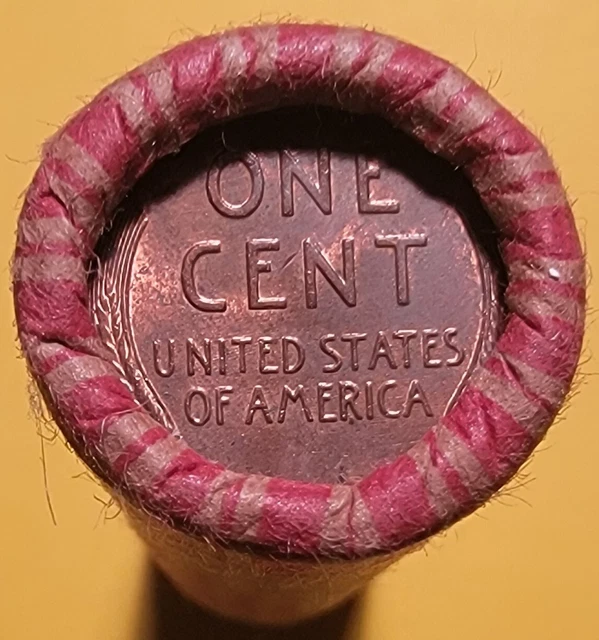 ONE
CENT
UNITED STATES
OF AMERICA